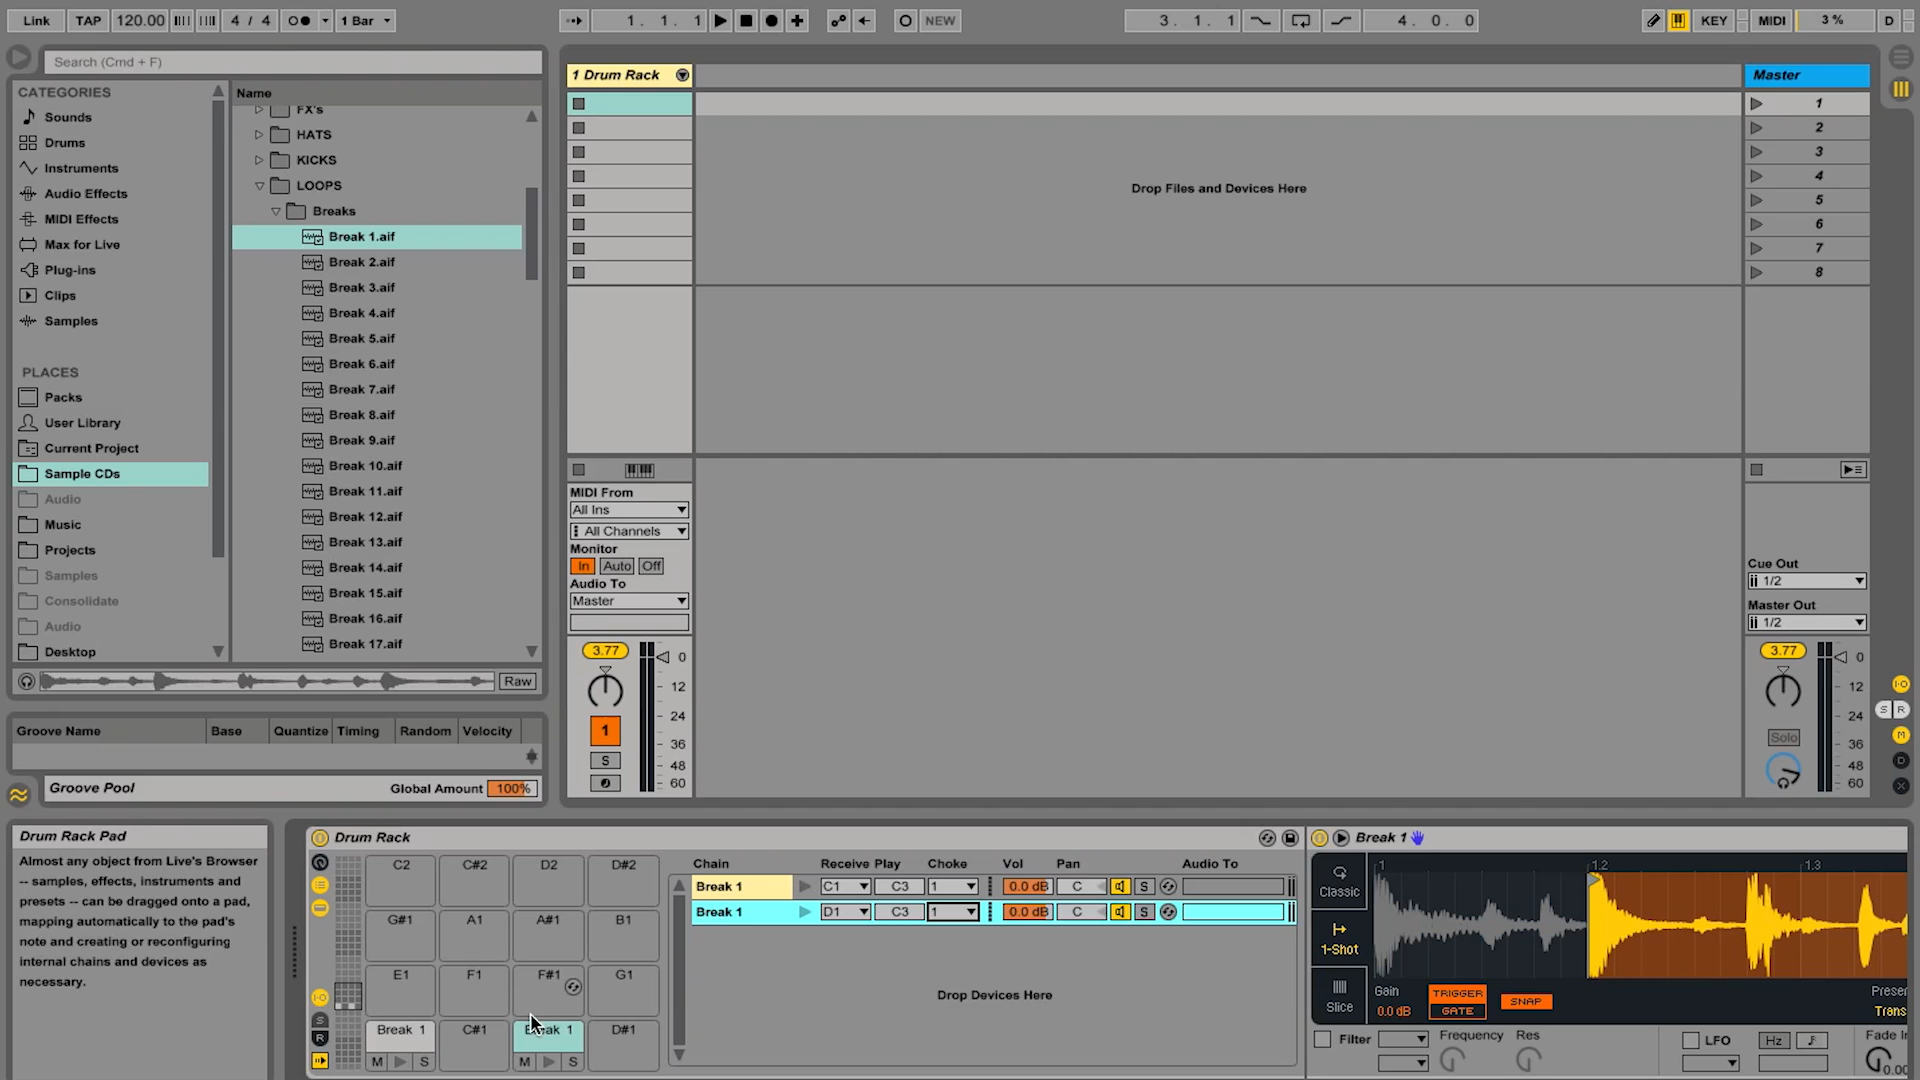 Link TAP 120.00 4 / 4 1 Bar 1. 1. 1 NEW 3. 1. 1 4. 0. 0 KEY MIDI 3 % D
Search (Cmd + F)
CATEGORIES
Sounds
Drums
Instruments
Audio Effects
MIDI Effects
Max for Live
Plug-ins
Clips
Samples
PLACES
Packs
User Library
Current Project
Sample CDs
Audio
Music
Projects
Samples
Consolidate
Audio
Desktop
Name
FX's
HATS
KICKS
LOOPS
Breaks
Break 1.aif
Break 2.aif
Break 3.aif
Break 4.aif
Break 5.aif
Break 6.aif
Break 7.aif
Break 8.aif
Break 9.aif
Break 10.aif
Break 11.aif
Break 12.aif
Break 13.aif
Break 14.aif
Break 15.aif
Break 16.aif
Break 17.aif
Raw
Groove Name Base Quantize Timing Random Velocity
Groove Pool Global Amount 100%
1 Drum Rack
Drop Files and Devices Here
MIDI From
All Ins
All Channels
Monitor
In Auto Off
Audio To
Master
3.77
0
12
24
36
48
60
1
S
Master
1
2
3
4
5
6
7
8
Cue Out
1/2
Master Out
1/2
3.77
0
12
24
36
48
60
Solo
I·O
S R
M
D
X
Drum Rack Pad
Almost any object from Live's Browser
-- samples, effects, instruments and
presets -- can be dragged onto a pad,
mapping automatically to the pad's
note and creating or reconfiguring
internal chains and devices as
necessary.
Drum Rack
C2 C#2 D2 D#2
G#1 A1 A#1 B1
E1 F1 F#1 G1
Break 1 C#1 Break 1 D#1
M S M S
I·O
S
R
Chain Receive Play Choke Vol Pan Audio To
Break 1 C1 C3 1 0.0 dB C S
Break 1 D1 C3 1 0.0 dB C S
Drop Devices Here
Break 1
Classic
1-Shot
Slice
1 1.2 1.3
Gain
0.0 dB
TRIGGER
GATE
SNAP
Filter Frequency Res LFO Hz
0.00